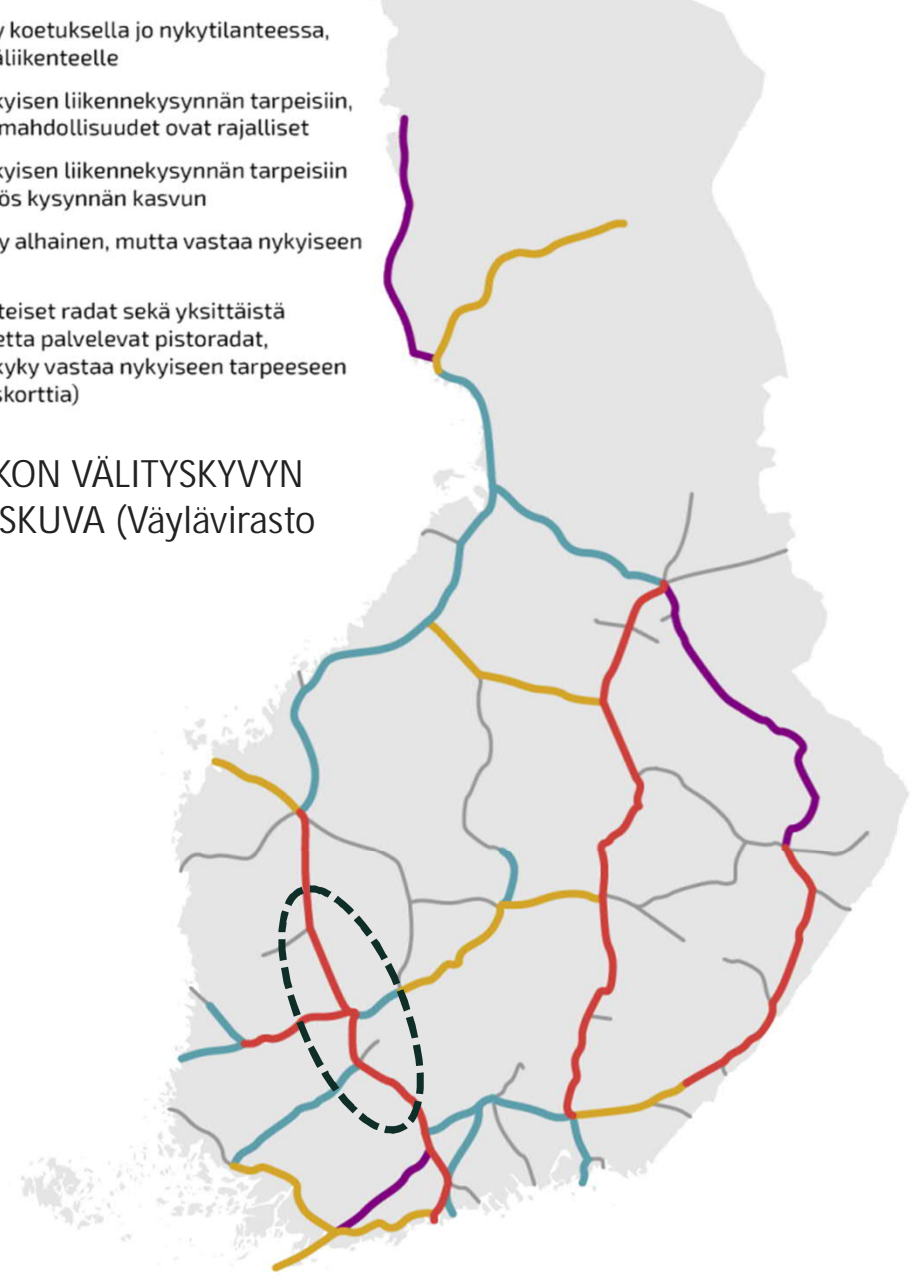 y koetuksella jo nykytilanteessa,
äliikenteelle
kyisen liikennekysynnän tarpeisiin,
mahdollisuudet ovat rajalliset
kyisen liikennekysynnän tarpeisiin
ös kysynnän kasvun
y alhainen, mutta vastaa nykyiseen
teiset radat sekä yksittäistä
etta palvelevat pistoradat,
kyky vastaa nykyiseen tarpeeseen
skorttia)
KON VÄLITYSKYVYN
SKUVA (Väylävirasto